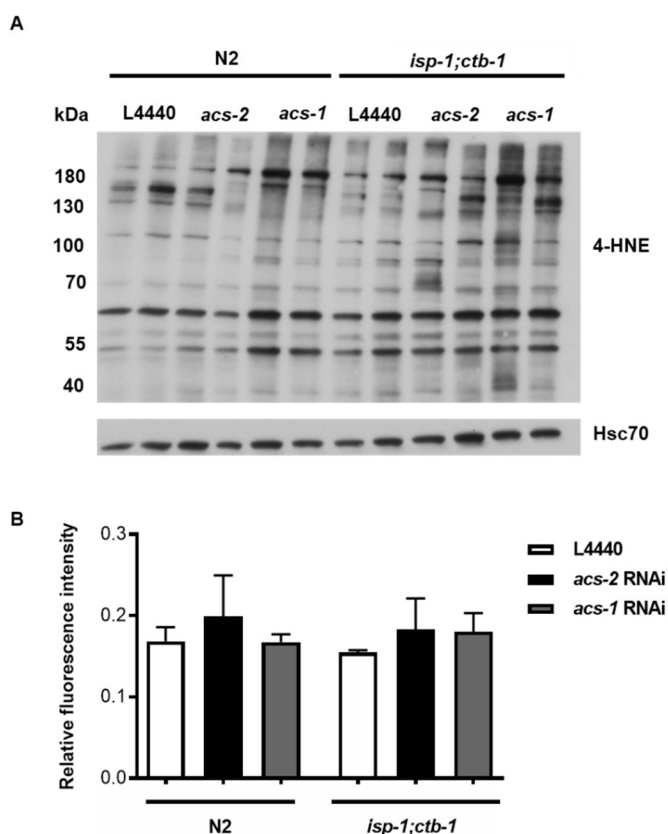 A
N2 isp-1;ctb-1
kDa L4440 acs-2 acs-1 L4440 acs-2 acs-1
180
130
100
70
55
40
4-HNE
Hsc70
B
Relative fluorescence intensity
0.3
0.2
0.1
0.0
N2 isp-1;ctb-1
L4440
acs-2 RNAi
acs-1 RNAi